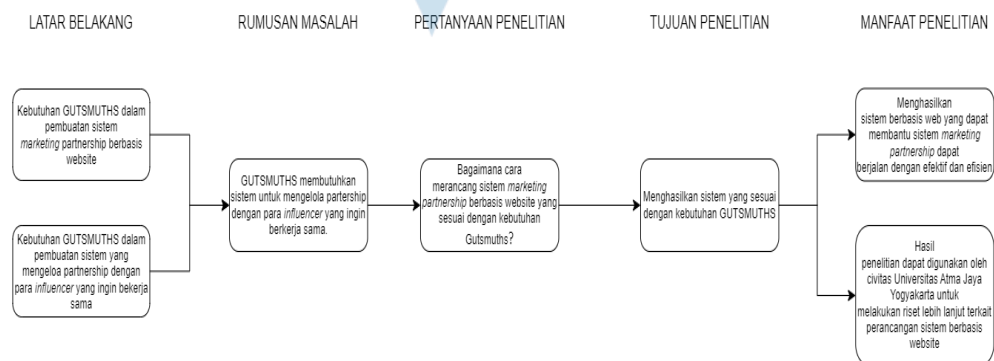 LATAR BELAKANG
RUMUSAN MASALAH
PERTANYAAN PENELITIAN
TUJUAN PENELITIAN
MANFAAT PENELITIAN
Kebutuhan GUTSMUTHS dalam
pembuatan sistem
marketing partnership berbasis
website
Kebutuhan GUTSMUTHS dalam
pembuatan sistem yang
mengeloa partnership dengan
para influencer yang ingin bekerja
sama
GUTSMUTHS membutuhkan
sistem untuk mengelola partership
dengan para influencer yang ingin
berkerja sama.
Bagaimana cara
merancang sistem marketing
partnership berbasis website yang
sesuai dengan kebutuhan
Gutsmuths?
Menghasilkan sistem yang sesuai
dengan kebutuhan GUTSMUTHS
Menghasilkan
sistem berbasis web yang dapat
membantu sistem marketing
partnership dapat
berjalan dengan efektif dan efisien
Hasil
penelitian dapat digunakan oleh
civitas Universitas Atma Jaya
Yogyakarta untuk
melakukan riset lebih lanjut terkait
perancangan sistem berbasis
website